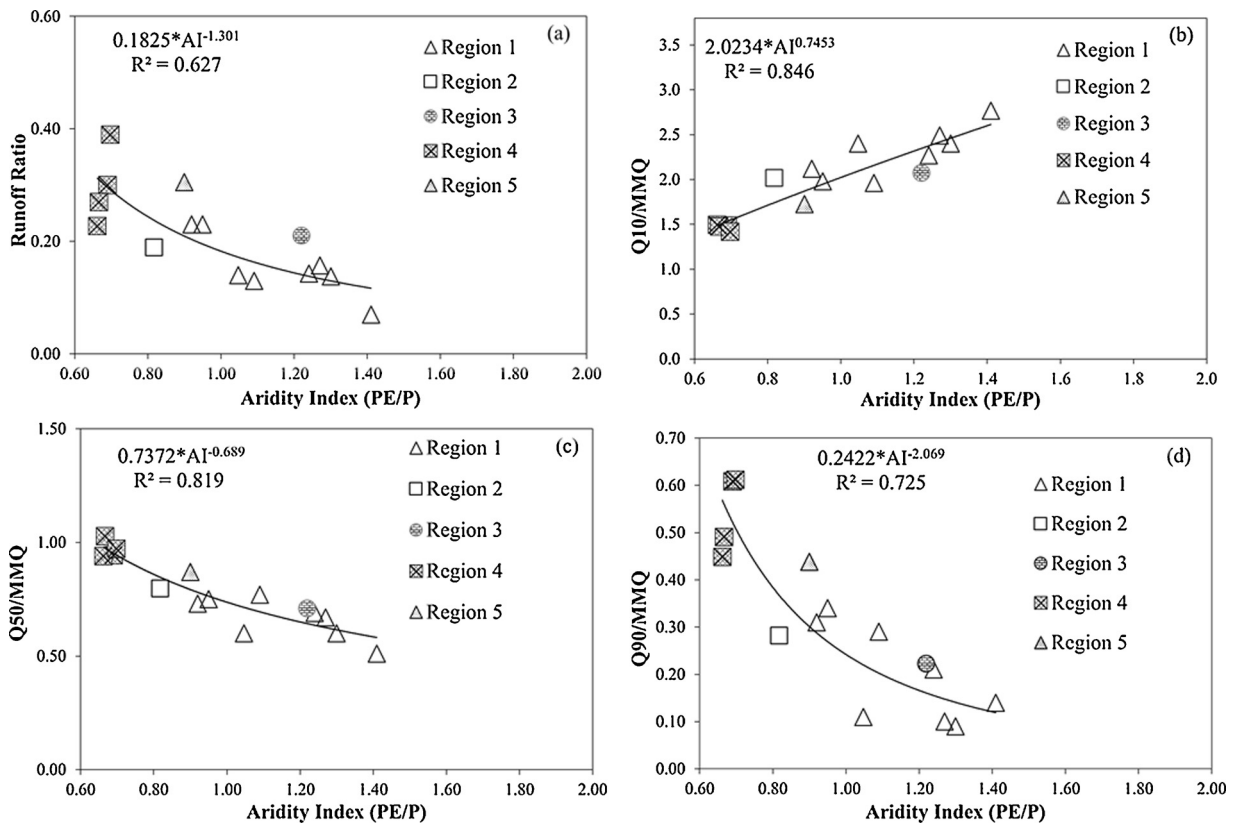 (a)
0.1825*AI-1.301
R² = 0.627
Region 1
Region 2
Region 3
Region 4
Region 5
0.60
0.40
0.20
0.00
Runoff Ratio
0.60 0.80 1.00 1.20 1.40 1.60 1.80 2.00
Aridity Index (PE/P)
(b)
2.0234*AI0.7453
R² = 0.846
Region 1
Region 2
Region 3
Region 4
Region 5
3.5
3.0
2.5
2.0
1.5
1.0
0.5
0.0
Q10/MMQ
0.6 0.8 1.0 1.2 1.4 1.6 1.8 2.0
Aridity Index (PE/P)
(c)
0.7372*AI-0.689
R² = 0.819
Region 1
Region 2
Region 3
Region 4
Region 5
1.50
1.00
0.50
0.00
Q50/MMQ
0.60 0.80 1.00 1.20 1.40 1.60 1.80 2.00
Aridity Index (PE/P)
(d)
0.2422*AI-2.069
R² = 0.725
Region 1
Region 2
Region 3
Region 4
Region 5
0.70
0.60
0.50
0.40
0.30
0.20
0.10
0.00
Q90/MMQ
0.60 0.80 1.00 1.20 1.40 1.60 1.80 2.00
Aridity Index (PE/P)